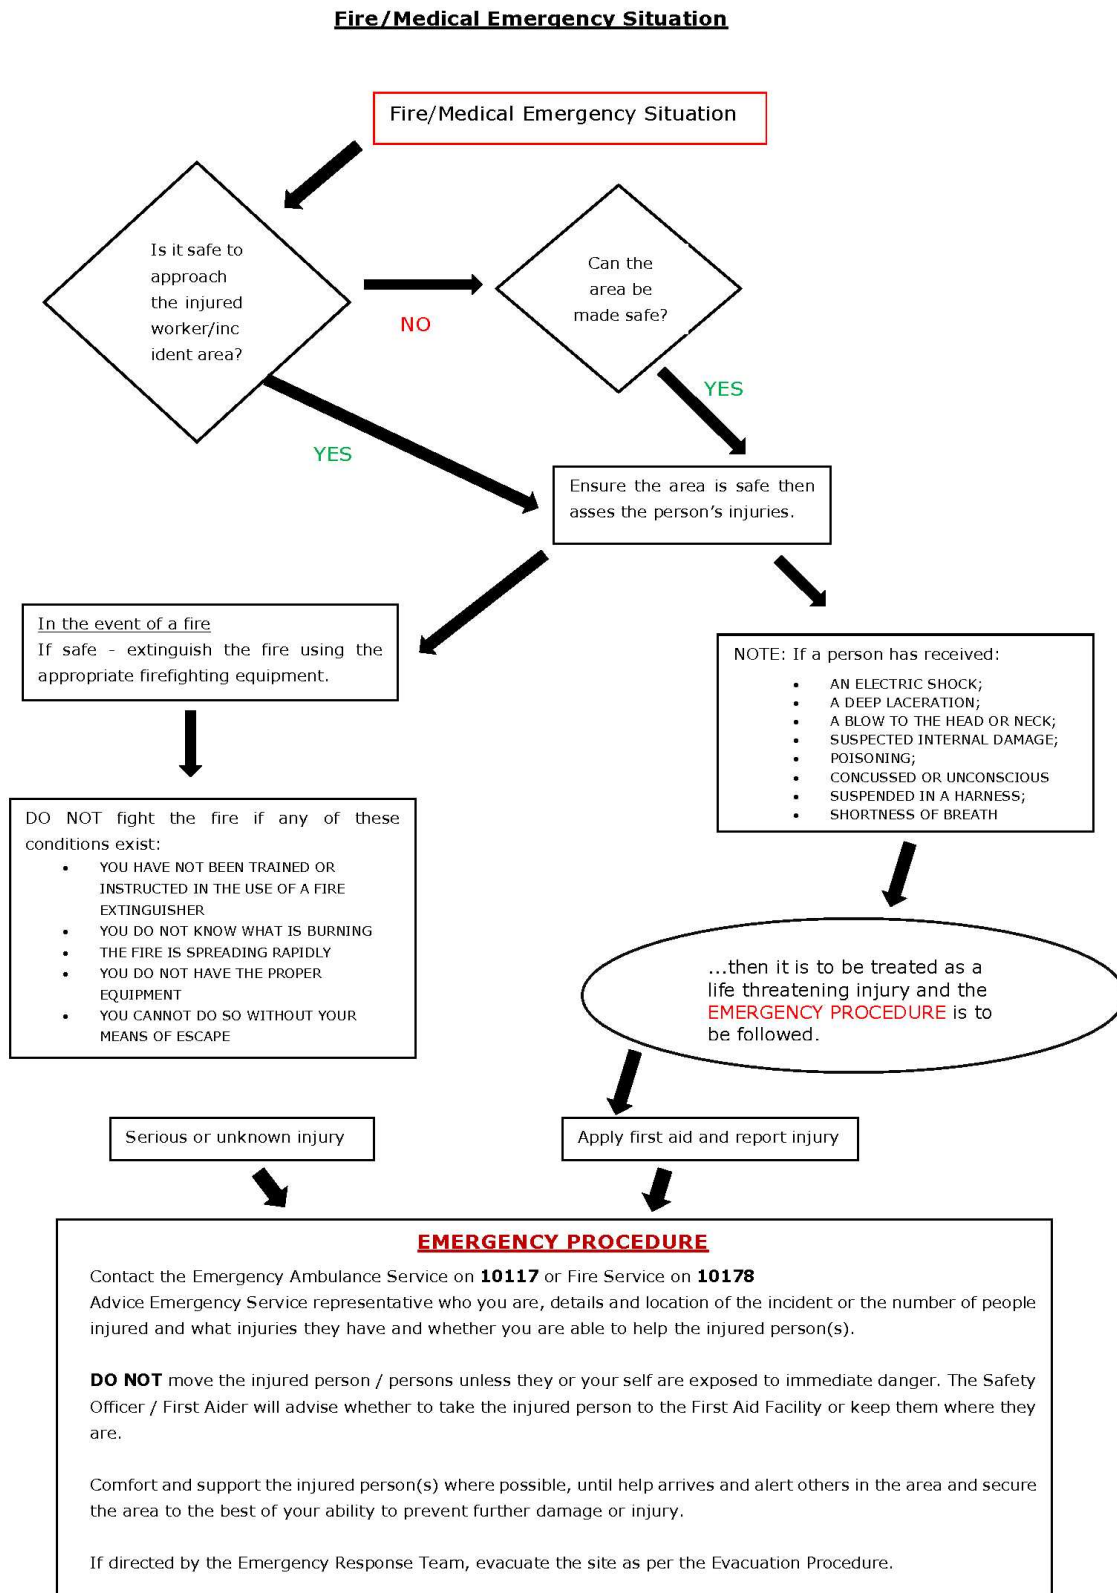 Fire/Medical Emergency Situation
Fire/Medical Emergency Situation
Is it safe to
approach
the injured
worker/inc
ident area?
NO
Can the
area be
made safe?
YES
YES
Ensure the area is safe then
asses the person's injuries.
In the event of a fire
If safe - extinguish the fire using the
appropriate firefighting equipment.
NOTE: If a person has received:
• AN ELECTRIC SHOCK;
• A DEEP LACERATION;
• A BLOW TO THE HEAD OR NECK;
• SUSPECTED INTERNAL DAMAGE;
• POISONING;
• CONCUSSED OR UNCONSCIOUS
• SUSPENDED IN A HARNESS;
• SHORTNESS OF BREATH
DO NOT fight the fire if any of these
conditions exist:
• YOU HAVE NOT BEEN TRAINED OR
INSTRUCTED IN THE USE OF A FIRE
EXTINGUISHER
• YOU DO NOT KNOW WHAT IS BURNING
• THE FIRE IS SPREADING RAPIDLY
• YOU DO NOT HAVE THE PROPER
EQUIPMENT
• YOU CANNOT DO SO WITHOUT YOUR
MEANS OF ESCAPE
...then it is to be treated as a
life threatening injury and the
EMERGENCY PROCEDURE is to
be followed.
Serious or unknown injury
Apply first aid and report injury
EMERGENCY PROCEDURE
Contact the Emergency Ambulance Service on 10117 or Fire Service on 10178
Advice Emergency Service representative who you are, details and location of the incident or the number of people
injured and what injuries they have and whether you are able to help the injured person(s).
DO NOT move the injured person / persons unless they or your self are exposed to immediate danger. The Safety
Officer / First Aider will advise whether to take the injured person to the First Aid Facility or keep them where they
are.
Comfort and support the injured person(s) where possible, until help arrives and alert others in the area and secure
the area to the best of your ability to prevent further damage or injury.
If directed by the Emergency Response Team, evacuate the site as per the Evacuation Procedure.